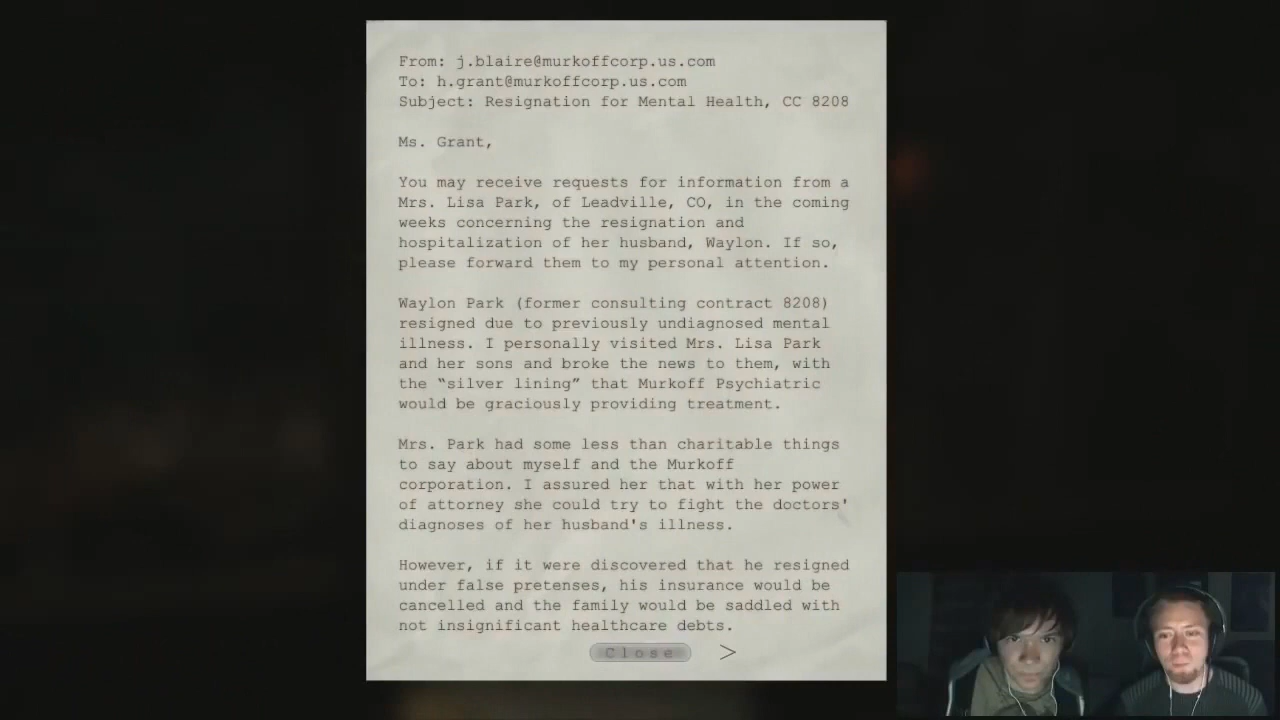 From: j.blaire@murkoffcorp.us.com
To: h.grant@murkoffcorp.us.com
Subject: Resignation for Mental Health, CC 8208
Ms. Grant,
You may receive requests for information from a
Mrs. Lisa Park, of Leadville, CO, in the coming
weeks concerning the resignation and
hospitalization of her husband, Waylon. If so,
please forward them to my personal attention.
Waylon Park (former consulting contract 8208)
resigned due to previously undiagnosed mental
illness. I personally visited Mrs. Lisa Park
and her sons and broke the news to them, with
the “silver lining” that Murkoff Psychiatric
would be graciously providing treatment.
Mrs. Park had some less than charitable things
to say about myself and the Murkoff
corporation. I assured her that with her power
of attorney she could try to fight the doctors'
diagnoses of her husband's illness.
However, if it were discovered that he resigned
under false pretenses, his insurance would be
cancelled and the family would be saddled with
not insignificant healthcare debts.
Close >